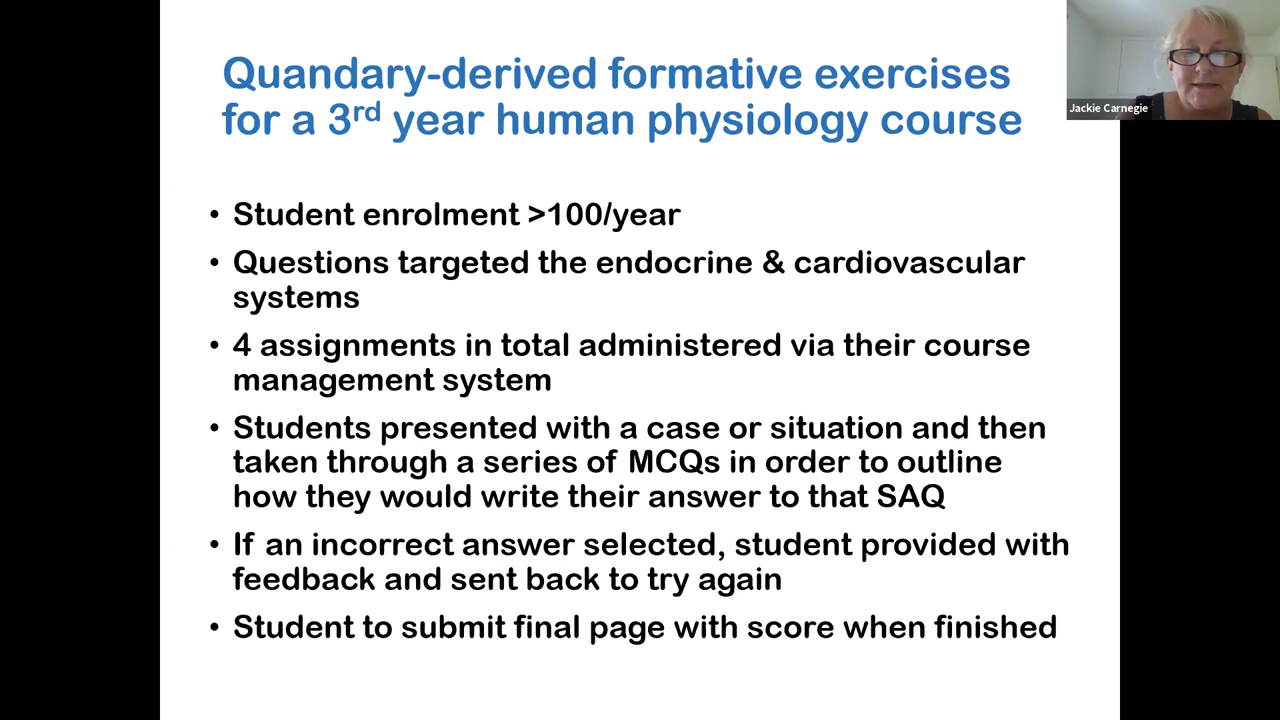 Quandary-derived formative exercises
for a 3rd year human physiology course
Jackie Carnegie
• Student enrolment >100/year
• Questions targeted the endocrine & cardiovascular
systems
• 4 assignments in total administered via their course
management system
• Students presented with a case or situation and then
taken through a series of MCQs in order to outline
how they would write their answer to that SAQ
• If an incorrect answer selected, student provided with
feedback and sent back to try again
• Student to submit final page with score when finished